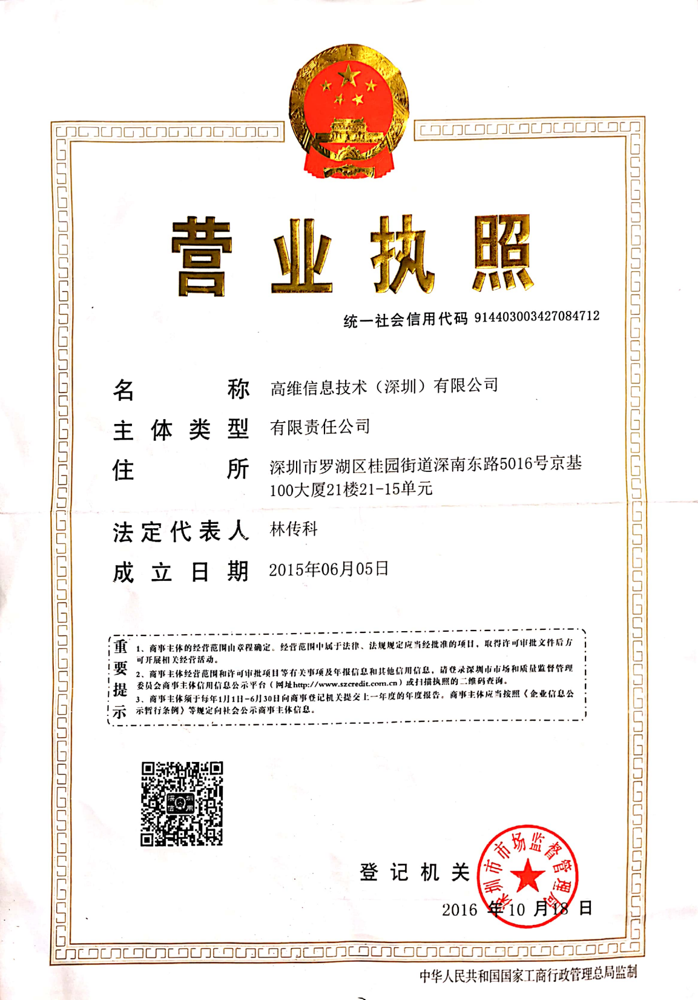 营业执照
统一社会信用代码 914403003427084712
名称 高维信息技术（深圳）有限公司
主体类型 有限责任公司
住所 深圳市罗湖区桂园街道深南东路5016号京基
100大厦21楼21-15单元
法定代表人 林传科
成立日期 2015年06月05日
重要提示
1、商事主体的经营范围由章程确定。经营范围中属于法律、法规规定应当经批准的项目，取得许可审批文件后方
可开展相关经营活动。
2、商事主体经营范围和许可审批项目等有关事项及年报信息和其他信用信息，请登录深圳市市场和质量监督管理
委员会商事主体信用信息公示平台（网址http://www.szcredit.com.cn）或扫描执照的二维码查询。
3、商事主体须于每年1月1日-6月30日向商事登记机关提交上一年度的年度报告。商事主体应当按照《企业信息公
示暂行条例》等规定向社会公示商事主体信息。
深圳
信用
登记机关
深圳市市场监督管理局
2016 年 10 月 18 日
中华人民共和国国家工商行政管理总局监制